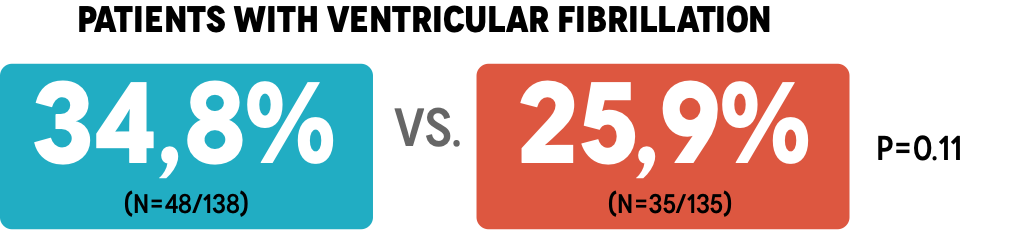 PATIENTS WITH VENTRICULAR FIBRILLATION
34,8% VS. 25,9%
P=0.11
(N=48/138) (N=35/135)